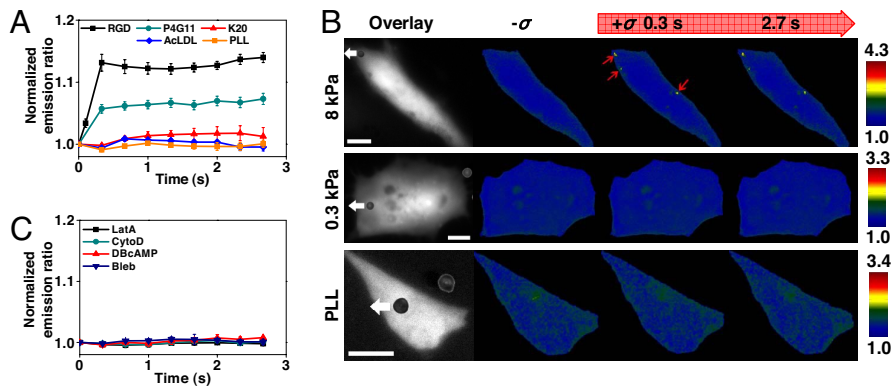 A
RGD P4G11 K20
AcLDL PLL
Normalized
emission ratio
1.2
1.1
1.0
0 1 2 3
Time (s)
B
Overlay -σ +σ 0.3 s 2.7 s
8 kPa
4.3
1.0
0.3 kPa
3.3
1.0
PLL
3.4
1.0
C
LatA
CytoD
DBcAMP
Bleb
Normalized
emission ratio
1.2
1.1
1.0
0 1 2 3
Time (s)